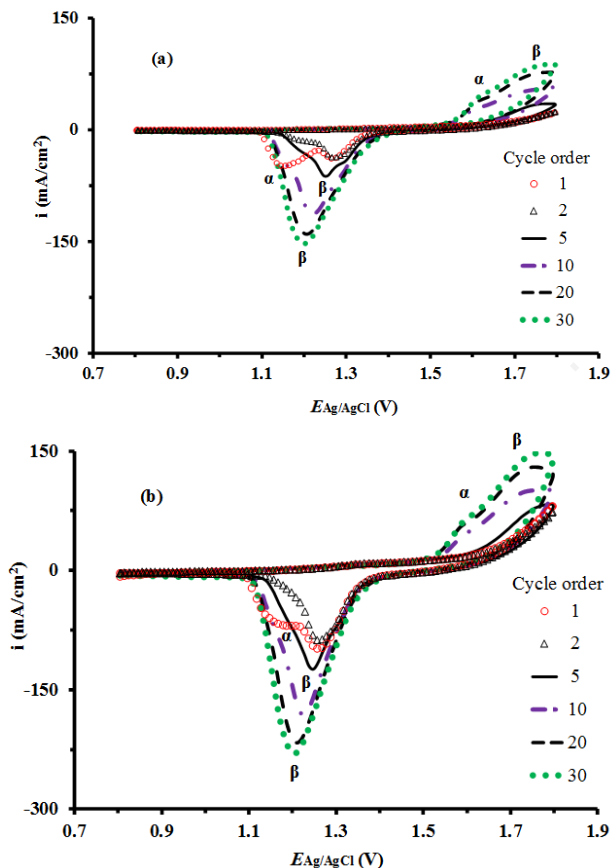 150
β
(a)
α
i (mA/cm²)
0
Cycle order
α
β
1
2
-150
β
5
10
20
30
-300
0.7 0.9 1.1 1.3 1.5 1.7 1.9
EAg/AgCl (V)
150
β
(b)
α
i (mA/cm²)
0
Cycle order
1
α
2
β
-150
5
10
β
20
30
-300
0.7 0.9 1.1 1.3 1.5 1.7 1.9
EAg/AgCl (V)